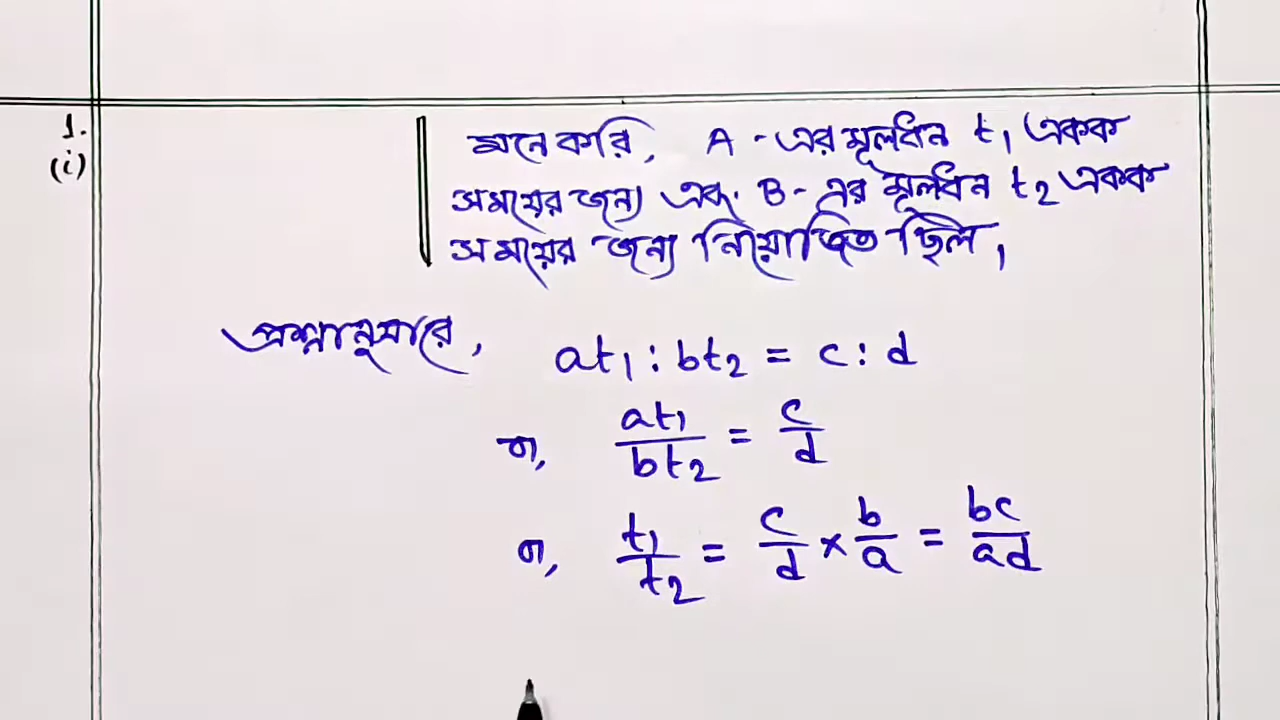 1.
(i)
মনে করি, A - এর মূলধন t₁ একক
সময়ের জন্য এবং B - এর মূলধন t₂ একক
সময়ের জন্য নিয়োজিত ছিল,
প্রশ্নানুসারে, at₁ : bt₂ = c : d
বা, at₁/bt₂ = c/d
বা, t₁/t₂ = c/d × b/a = bc/ad